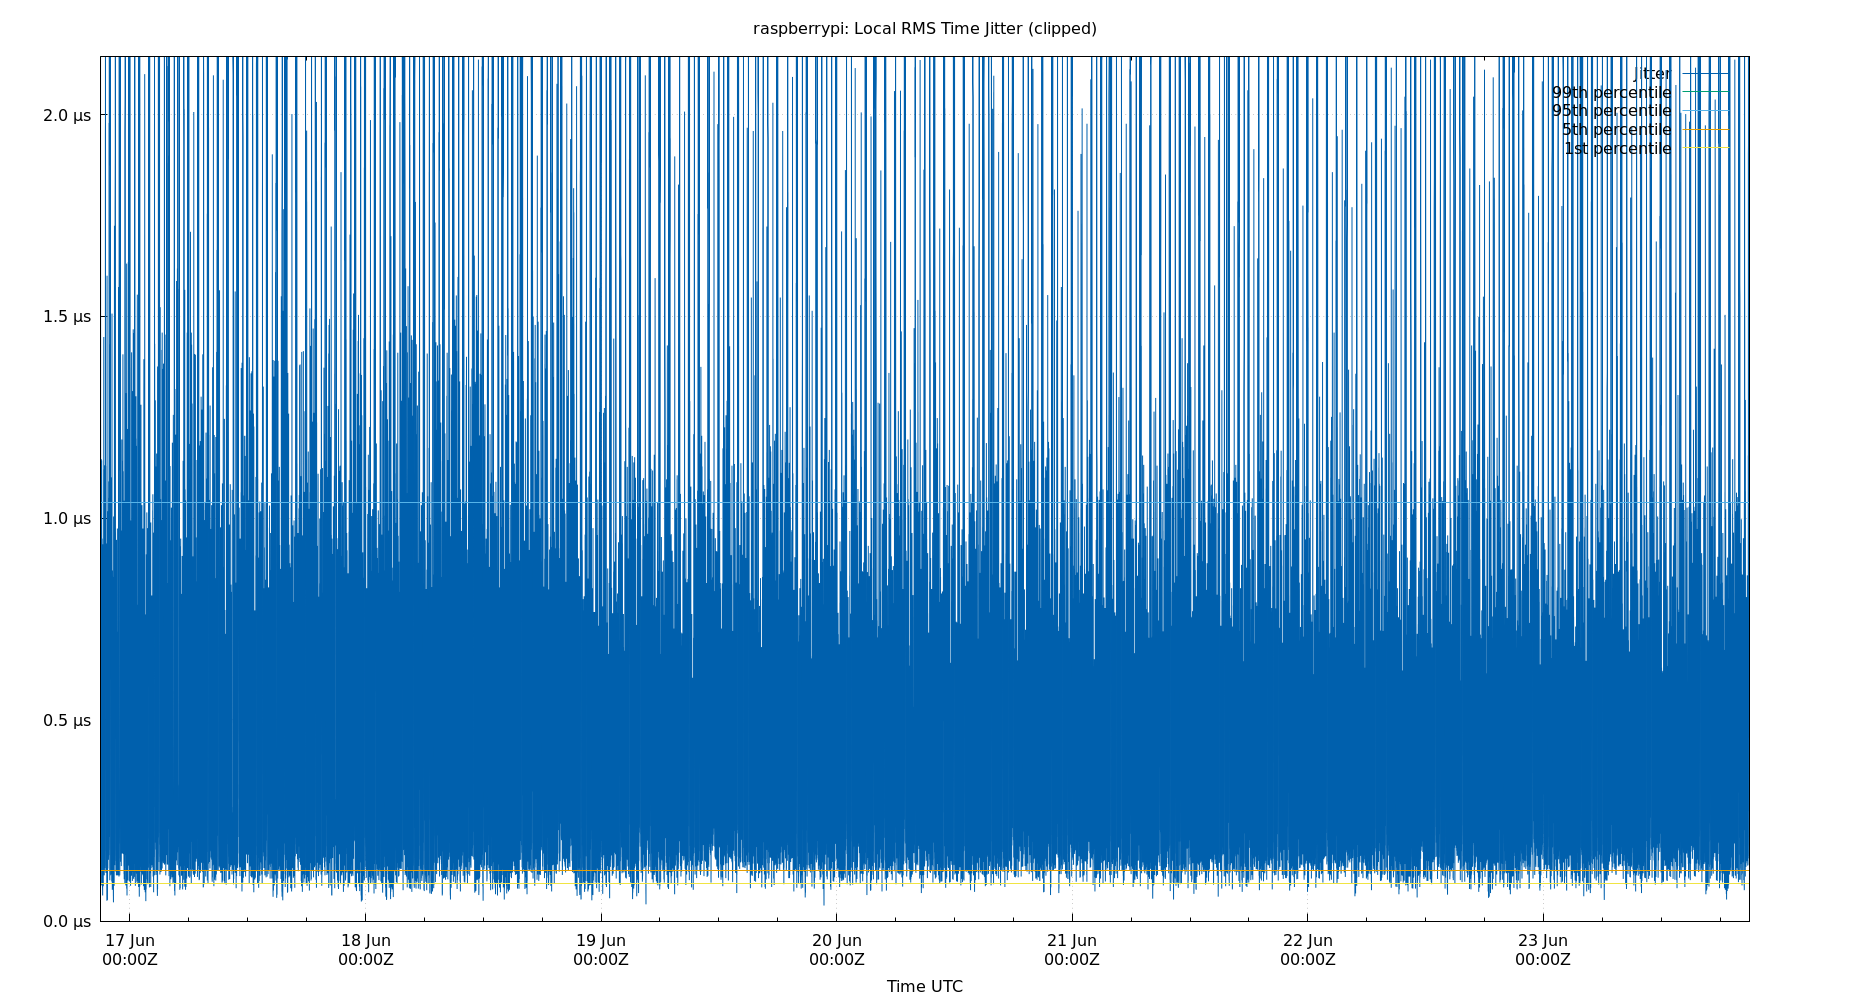 raspberrypi: Local RMS Time Jitter (clipped)
jitter
99th percentile
95th percentile
5th percentile
1st percentile
2.0 µs
1.5 µs
1.0 µs
0.5 µs
0.0 µs
17 Jun 18 Jun 19 Jun 20 Jun 21 Jun 22 Jun 23 Jun
00:00Z 00:00Z 00:00Z 00:00Z 00:00Z 00:00Z 00:00Z
Time UTC